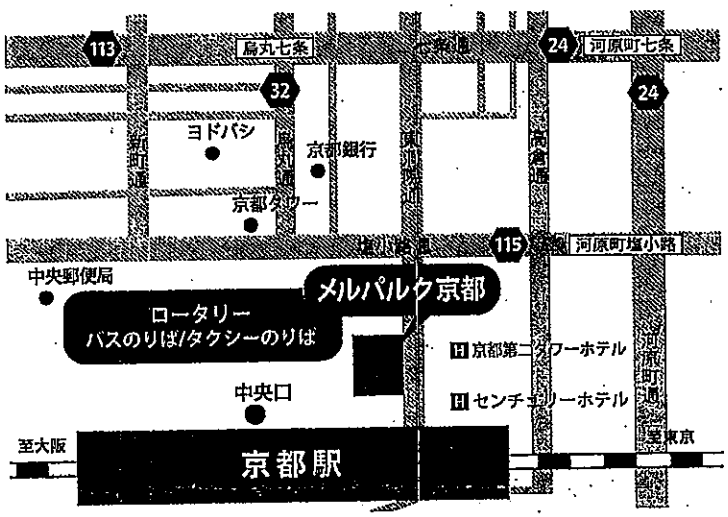 113
烏丸七条
七条通
24
河原町七条
32
24
ヨドバシ
新町通
烏丸通
京都銀行
東洞院通
高倉通
京都タワー
塩小路通
115
河原町塩小路
中央郵便局
メルパルク京都
ロータリー
バスのりば/タクシーのりば
H 京都第二タワーホテル
河原町通
中央口
H センチュリーホテル
至大阪
京都駅
至東京